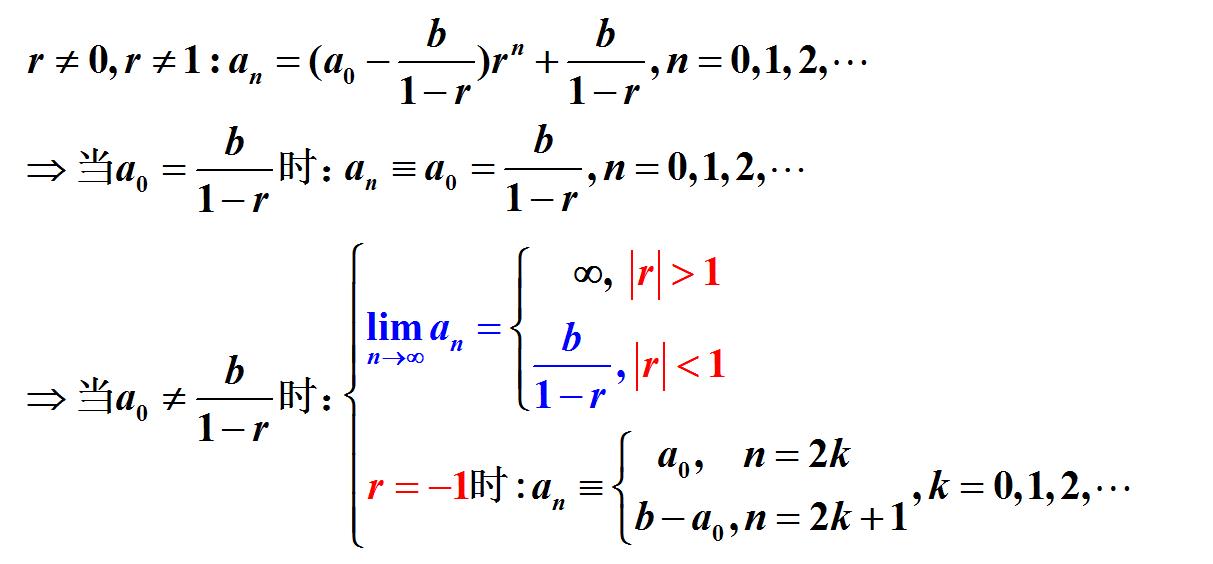 r ≠ 0, r ≠ 1 : aₙ = (a₀ − b/(1−r))rⁿ + b/(1−r), n = 0,1,2,⋯
⇒ 当a₀ = b/(1−r) 时: aₙ ≡ a₀ = b/(1−r), n = 0,1,2,⋯
⇒ 当a₀ ≠ b/(1−r) 时: { lim_{n→∞} aₙ = { ∞, |r| > 1
b/(1−r), |r| < 1
r = −1时 : aₙ ≡ { a₀, n = 2k
b − a₀, n = 2k + 1 , k = 0,1,2,⋯